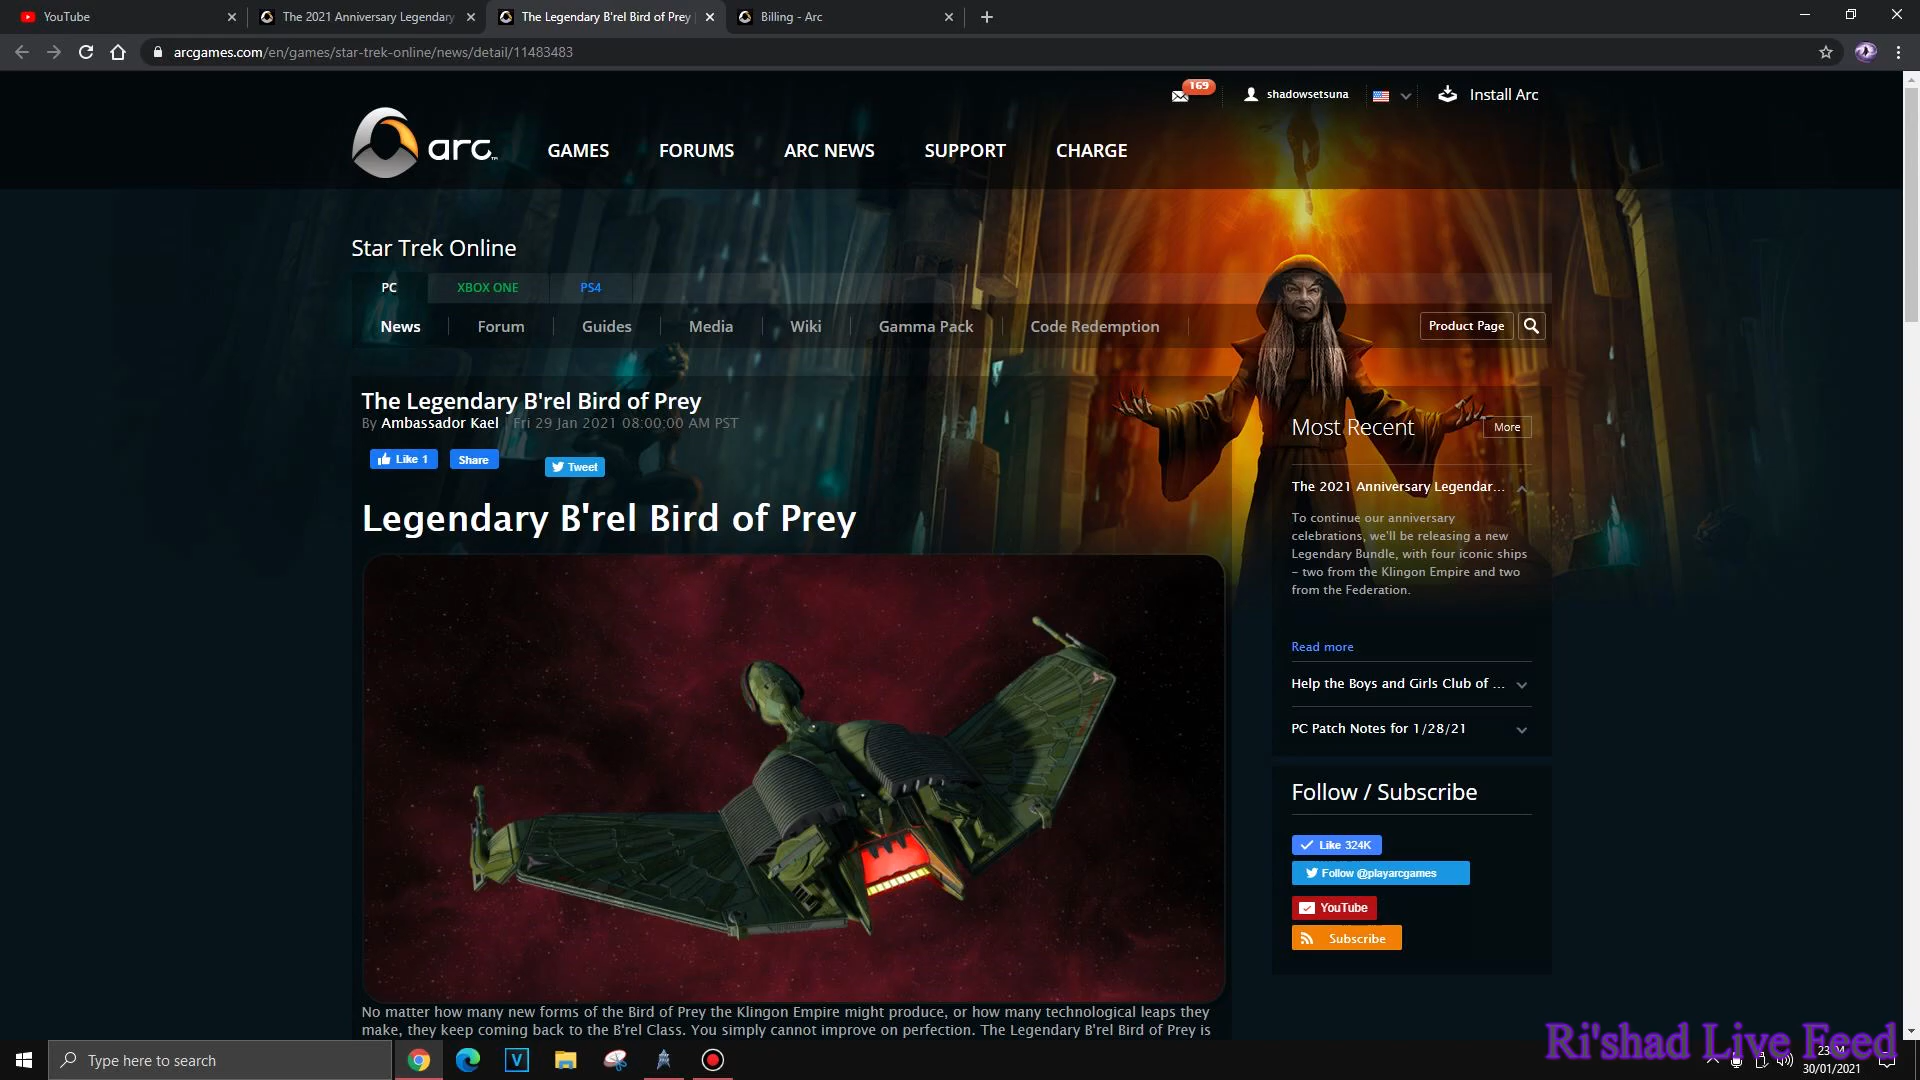 YouTube
The 2021 Anniversary Legendary
The Legendary B'rel Bird of Prey
Billing - Arc
arcgames.com/en/games/star-trek-online/news/detail/11483483
169
shadowsetsuna
Install Arc
arc
GAMES
FORUMS
ARC NEWS
SUPPORT
CHARGE
Star Trek Online
PC
XBOX ONE
PS4
News
Forum
Guides
Media
Wiki
Gamma Pack
Code Redemption
Product Page
The Legendary B'rel Bird of Prey
By Ambassador Kael Fri 29 Jan 2021 08:00:00 AM PST
Like 1
Share
Tweet
Legendary B'rel Bird of Prey
No matter how many new forms of the Bird of Prey the Klingon Empire might produce, or how many technological leaps they
make, they keep coming back to the B'rel Class. You simply cannot improve on perfection. The Legendary B'rel Bird of Prey is
Most Recent
More
The 2021 Anniversary Legendar...
To continue our anniversary
celebrations, we'll be releasing a new
Legendary Bundle, with four iconic ships
– two from the Klingon Empire and two
from the Federation.
Read more
Help the Boys and Girls Club of ...
PC Patch Notes for 1/28/21
Follow / Subscribe
Like 324K
Follow @playarcgames
YouTube
Subscribe
Ri'shad Live Feed
Type here to search
V
30/01/2021